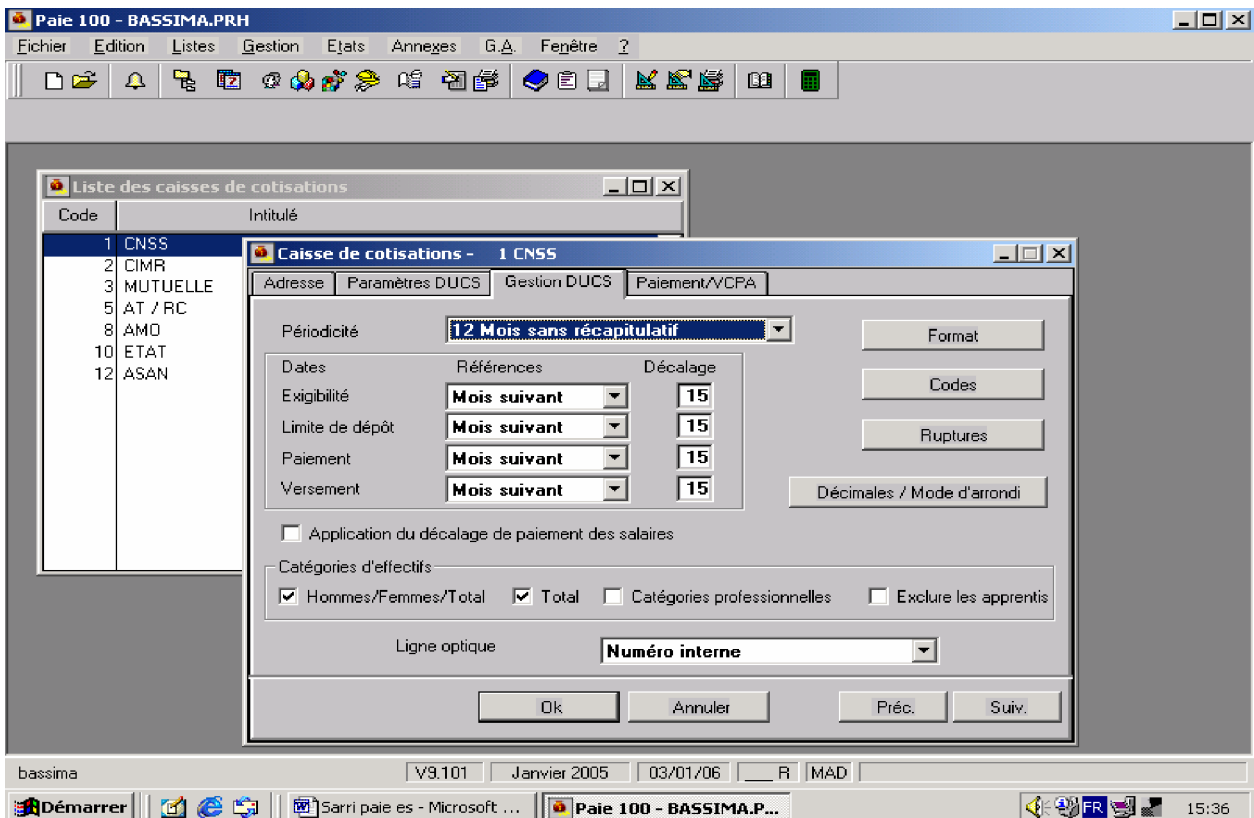 Paie 100 - BASSIMA.PRH
Fichier Edition Listes Gestion Etats Annexes G.A. Fenêtre ?
Liste des caisses de cotisations
Code Intitulé
1 CNSS
2 CIMR
3 MUTUELLE
5 AT / RC
8 AMO
10 ETAT
12 ASAN
Caisse de cotisations - 1 CNSS
Adresse Paramètres DUCS Gestion DUCS Paiement/VCPA
Périodicité 12 Mois sans récapitulatif Format
Dates Références Décalage
Codes
Exigibilité Mois suivant 15
Limite de dépôt Mois suivant 15
Ruptures
Paiement Mois suivant 15
Versement Mois suivant 15
Décimales / Mode d'arrondi
Application du décalage de paiement des salaires
Catégories d'effectifs
Hommes/Femmes/Total Total Catégories professionnelles Exclure les apprentis
Ligne optique Numéro interne
Ok Annuler Préc. Suiv.
bassima V9.101 Janvier 2005 03/01/06 ___ R MAD
Démarrer Sarri paie es - Microsoft ... Paie 100 - BASSIMA.P... FR 15:36